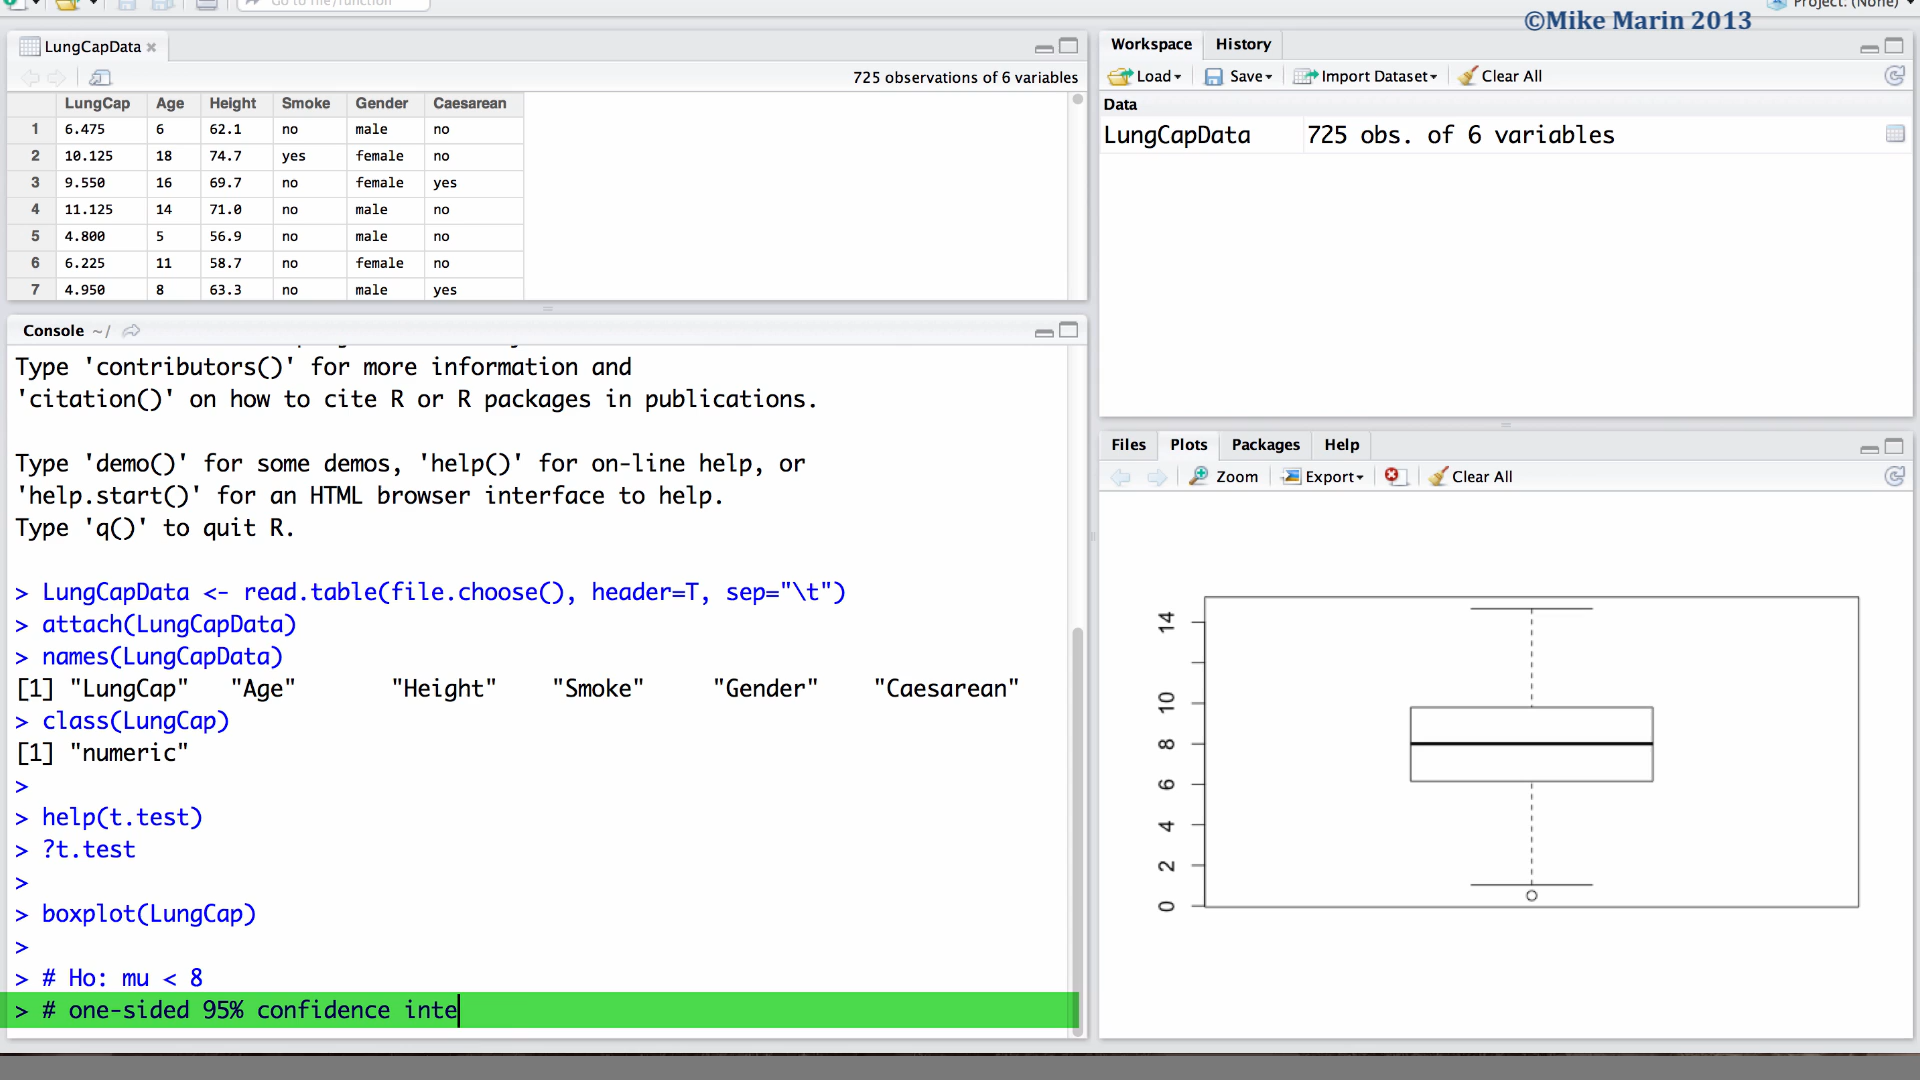 Go to file/function
Project: (None)
©Mike Marin 2013
LungCapData
725 observations of 6 variables
LungCap Age Height Smoke Gender Caesarean
1 6.475 6 62.1 no male no
2 10.125 18 74.7 yes female no
3 9.550 16 69.7 no female yes
4 11.125 14 71.0 no male no
5 4.800 5 56.9 no male no
6 6.225 11 58.7 no female no
7 4.950 8 63.3 no male yes
Console ~/
Type 'contributors()' for more information and
'citation()' on how to cite R or R packages in publications.
Type 'demo()' for some demos, 'help()' for on-line help, or
'help.start()' for an HTML browser interface to help.
Type 'q()' to quit R.
> LungCapData <- read.table(file.choose(), header=T, sep="\t")
> attach(LungCapData)
> names(LungCapData)
[1] "LungCap" "Age" "Height" "Smoke" "Gender" "Caesarean"
> class(LungCap)
[1] "numeric"
>
> help(t.test)
> ?t.test
>
> boxplot(LungCap)
>
> # Ho: mu < 8
> # one-sided 95% confidence inte
Workspace History
Load Save Import Dataset Clear All
Data
LungCapData 725 obs. of 6 variables
Files Plots Packages Help
Zoom Export Clear All
14
10
8
6
4
2
0